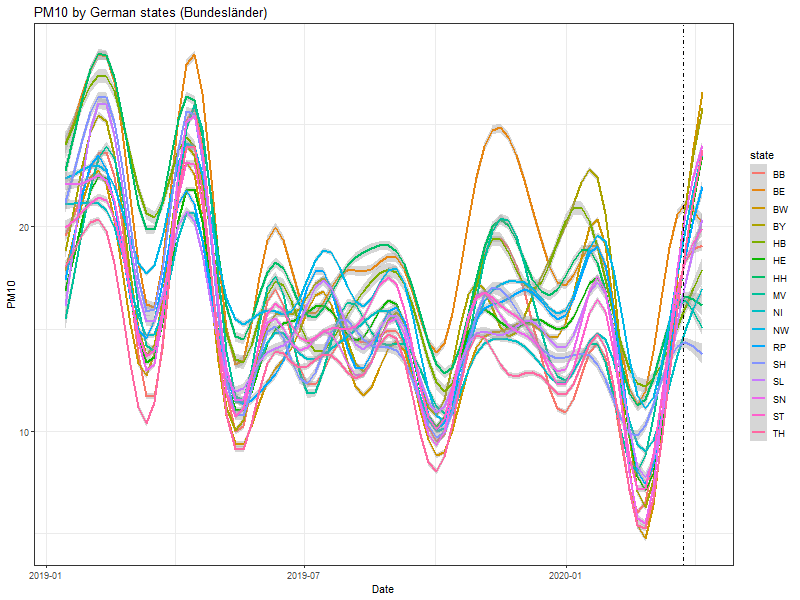 PM10 by German states (Bundesländer)
PM10
20
10
2019-01
2019-07
2020-01
Date
state
BB
BE
BW
BY
HB
HE
HH
MV
NI
NW
RP
SH
SL
SN
ST
TH